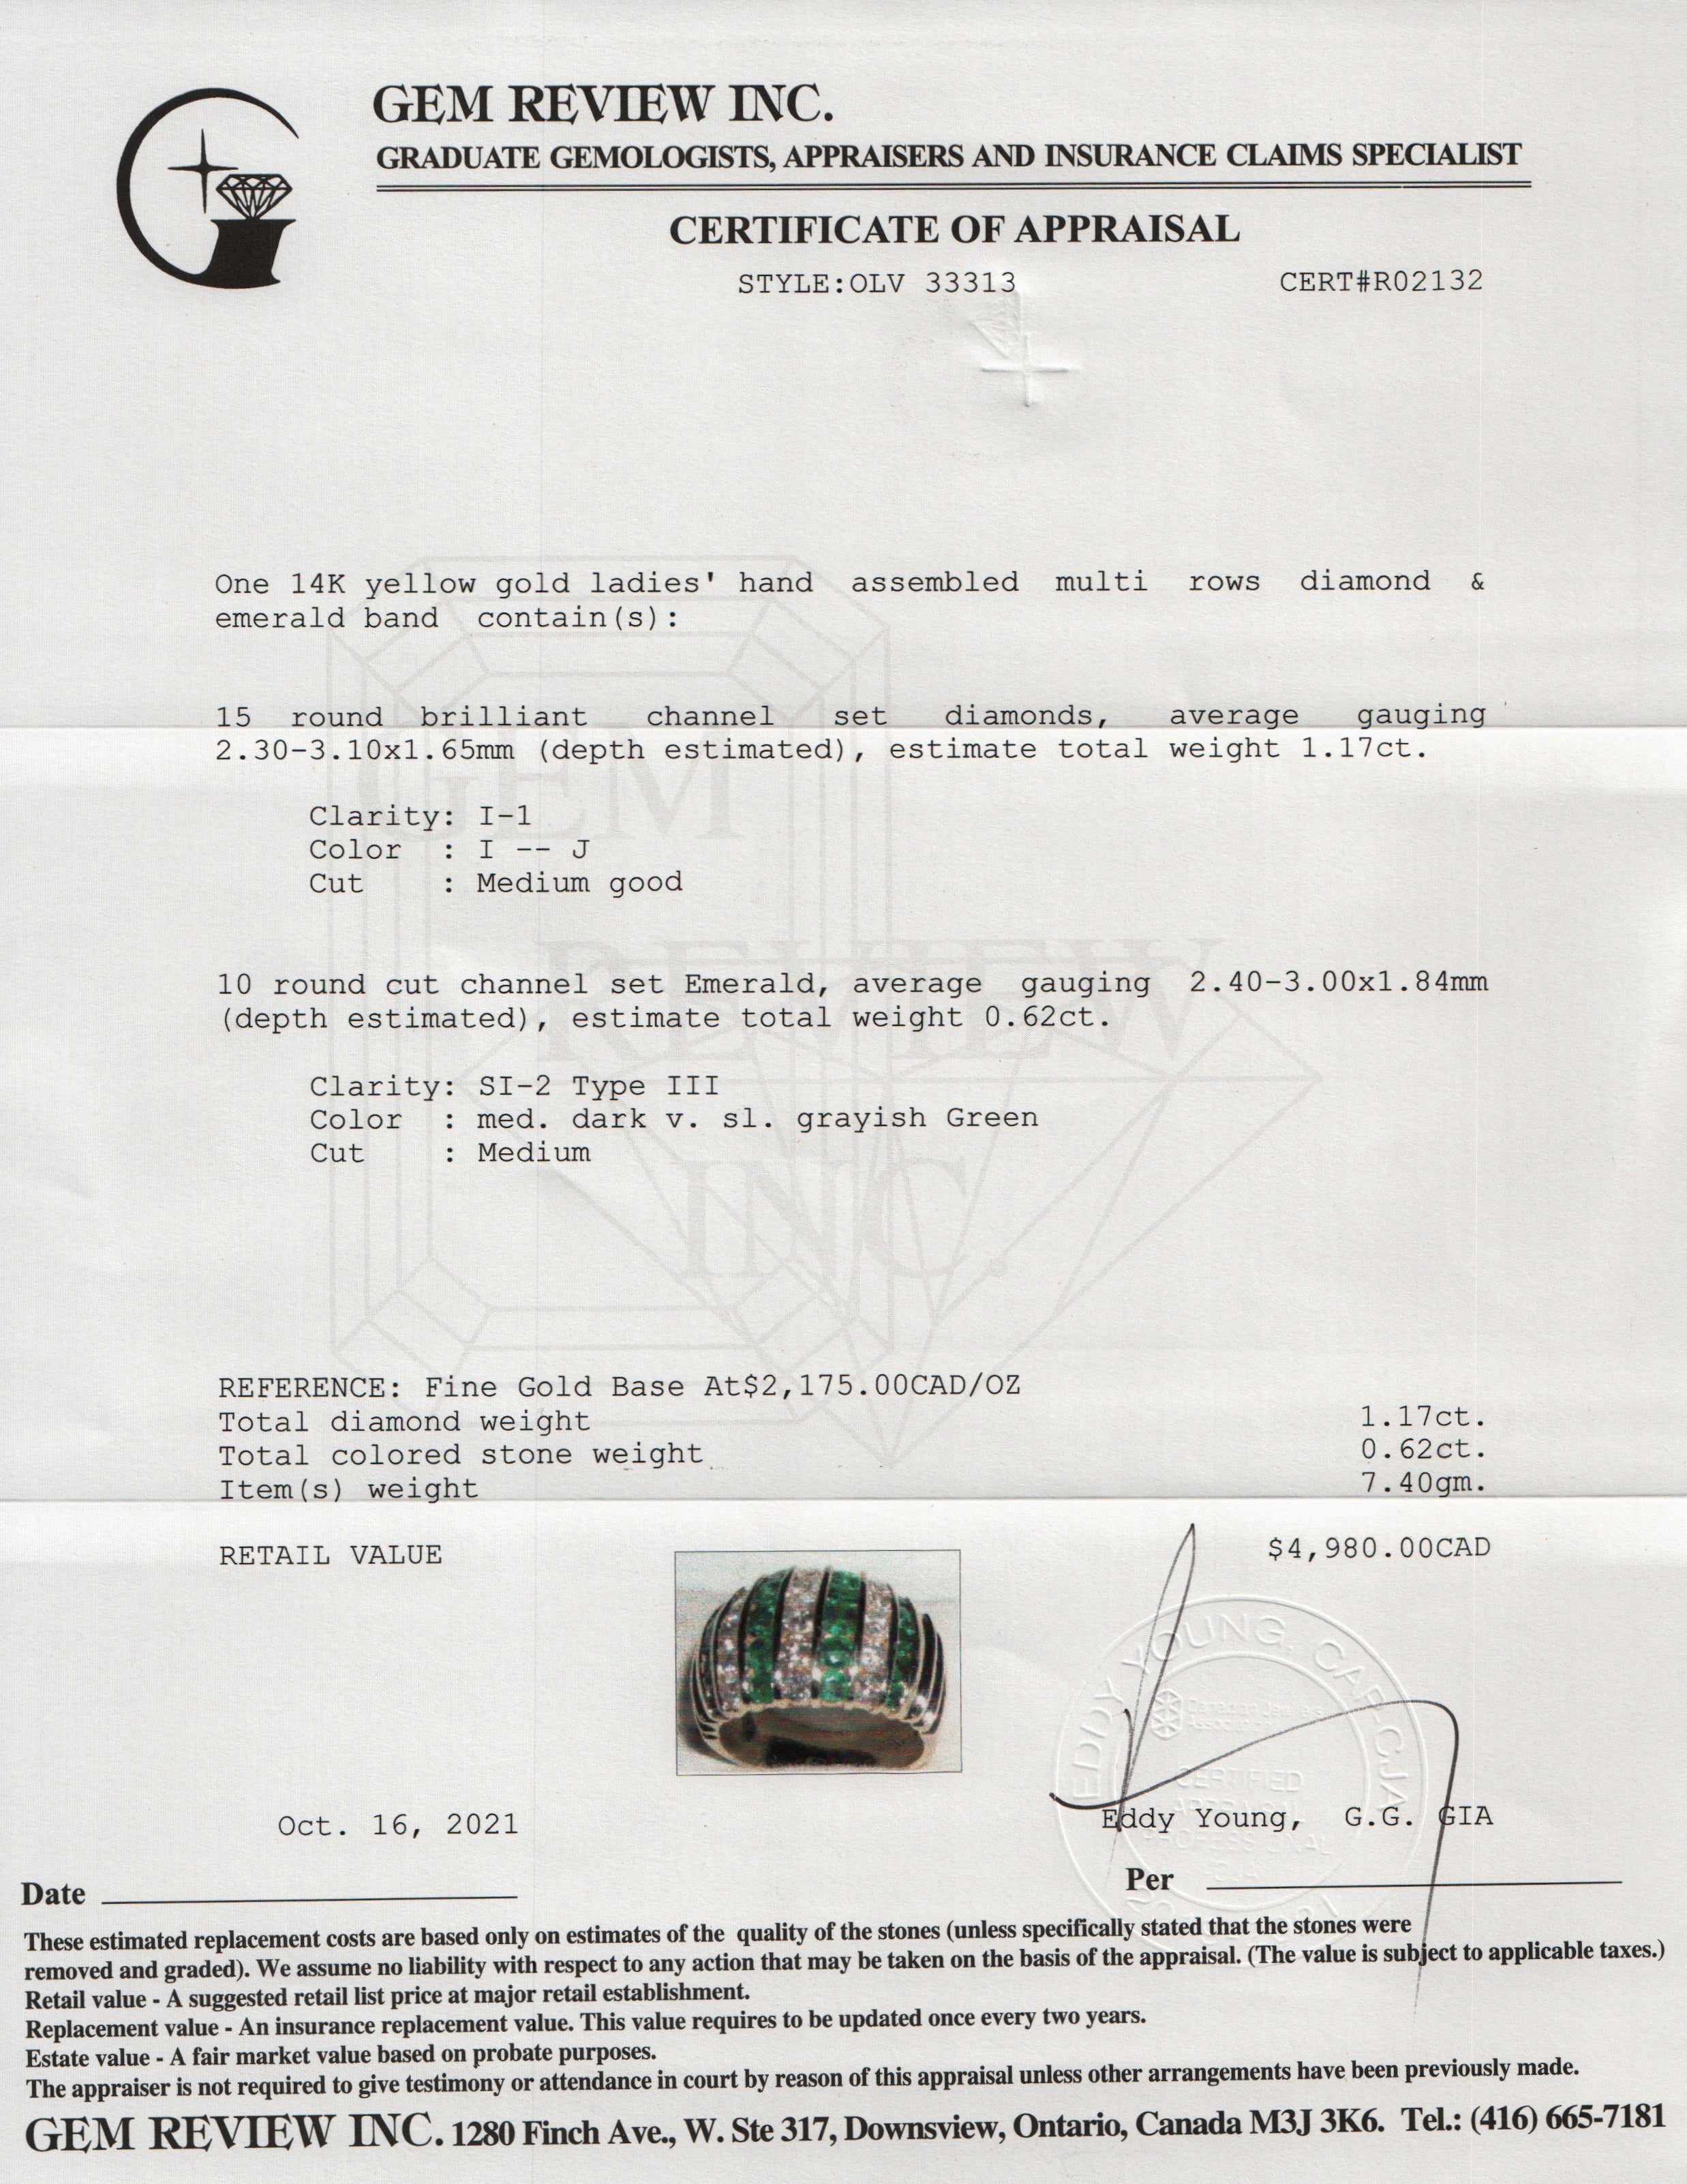 GEM REVIEW INC.
GRADUATE GEMOLOGISTS, APPRAISERS AND INSURANCE CLAIMS SPECIALIST
CERTIFICATE OF APPRAISAL
STYLE:OLV 33313 CERT#R02132
One 14K yellow gold ladies' hand assembled multi rows diamond &
emerald band contain(s):
15 round brilliant channel set diamonds, average gauging
2.30-3.10x1.65mm (depth estimated), estimate total weight 1.17ct.
Clarity: I-1
Color : I -- J
Cut : Medium good
10 round cut channel set Emerald, average gauging 2.40-3.00x1.84mm
(depth estimated), estimate total weight 0.62ct.
Clarity: SI-2 Type III
Color : med. dark v. sl. grayish Green
Cut : Medium
GEM
REVIEW
INC.
REFERENCE: Fine Gold Base At$2,175.00CAD/OZ
Total diamond weight 1.17ct.
Total colored stone weight 0.62ct.
Item(s) weight 7.40gm.
RETAIL VALUE $4,980.00CAD
EDDY YOUNG, CAP-CJA
CERTIFIED
Oct. 16, 2021 Eddy Young, G.G. GIA
Date Per
These estimated replacement costs are based only on estimates of the quality of the stones (unless specifically stated that the stones were
removed and graded). We assume no liability with respect to any action that may be taken on the basis of the appraisal. (The value is subject to applicable taxes.)
Retail value - A suggested retail list price at major retail establishment.
Replacement value - An insurance replacement value. This value requires to be updated once every two years.
Estate value - A fair market value based on probate purposes.
The appraiser is not required to give testimony or attendance in court by reason of this appraisal unless other arrangements have been previously made.
GEM REVIEW INC. 1280 Finch Ave., W. Ste 317, Downsview, Ontario, Canada M3J 3K6. Tel.: (416) 665-7181